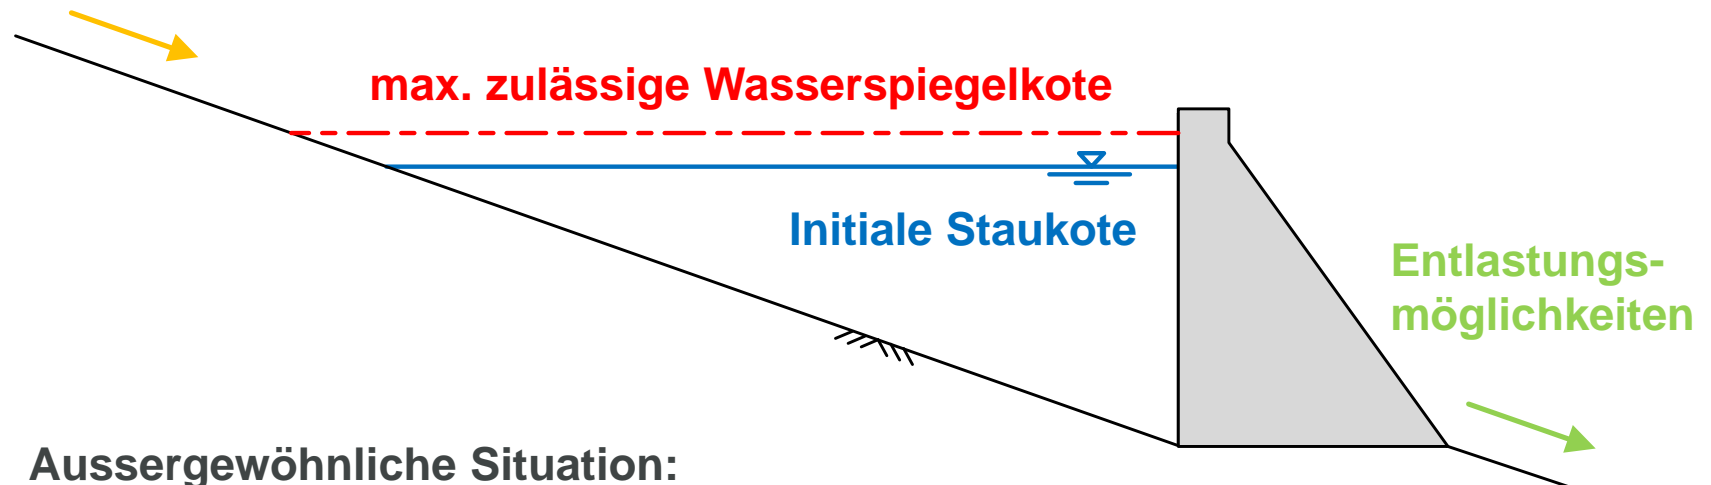 max. zulässige Wasserspiegelkote
Initiale Staukote
Entlastungs-
möglichkeiten
Aussergewöhnliche Situation: